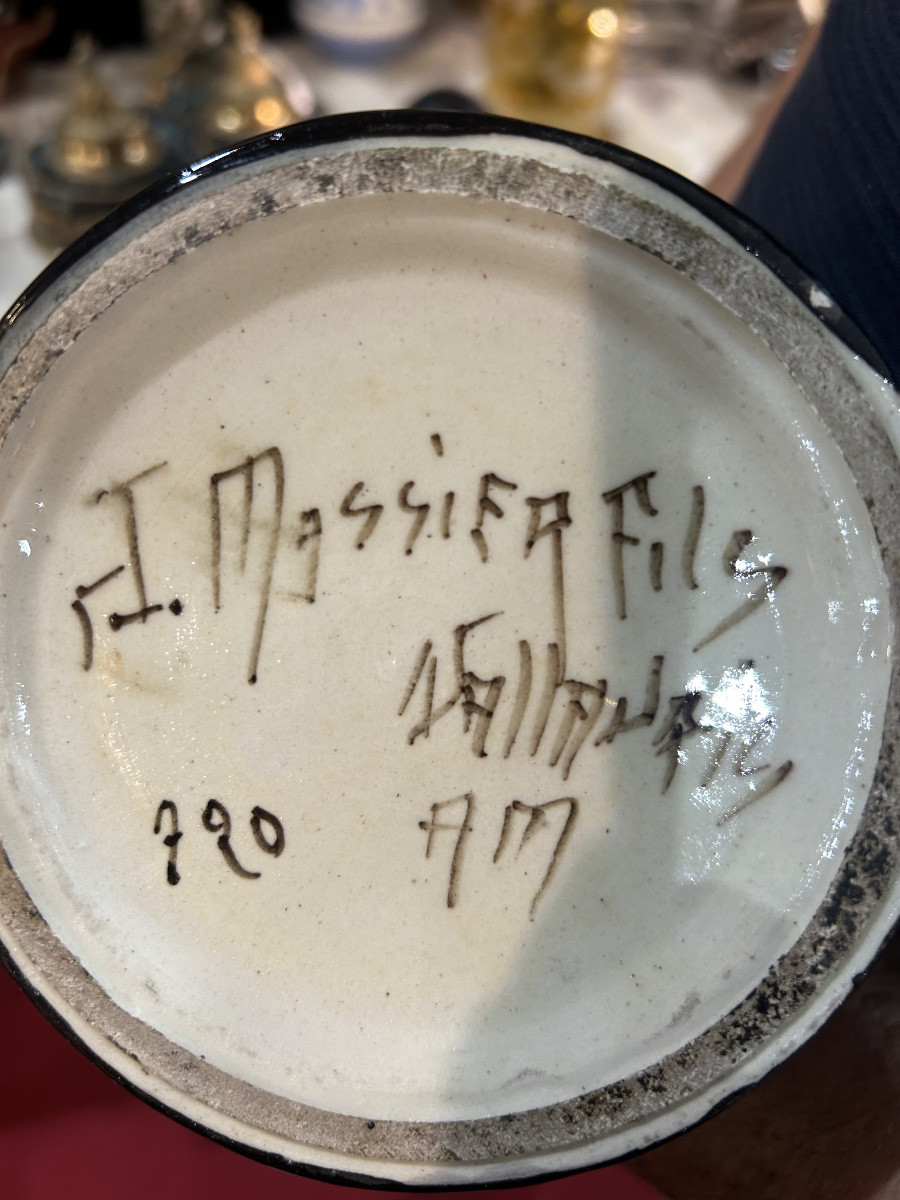 J. Massier Fils
Vallauris
AM
790